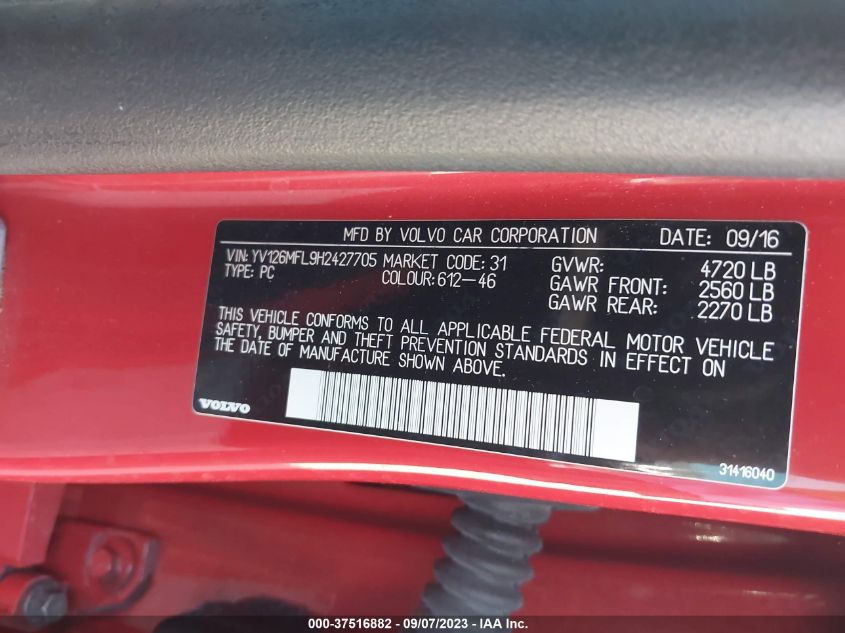 MFD BY VOLVO CAR CORPORATION DATE: 09/16
VIN: YV126MFL9H2427705 MARKET CODE: 31 GVWR: 4720 LB
TYPE: PC COLOUR: 612-46 GAWR FRONT: 2560 LB
GAWR REAR: 2270 LB
THIS VEHICLE CONFORMS TO ALL APPLICABLE FEDERAL MOTOR VEHICLE
SAFETY, BUMPER AND THEFT PREVENTION STANDARDS IN EFFECT ON
THE DATE OF MANUFACTURE SHOWN ABOVE.
VOLVO
31416040
000-37516882 - 09/07/2023 - IAA Inc.